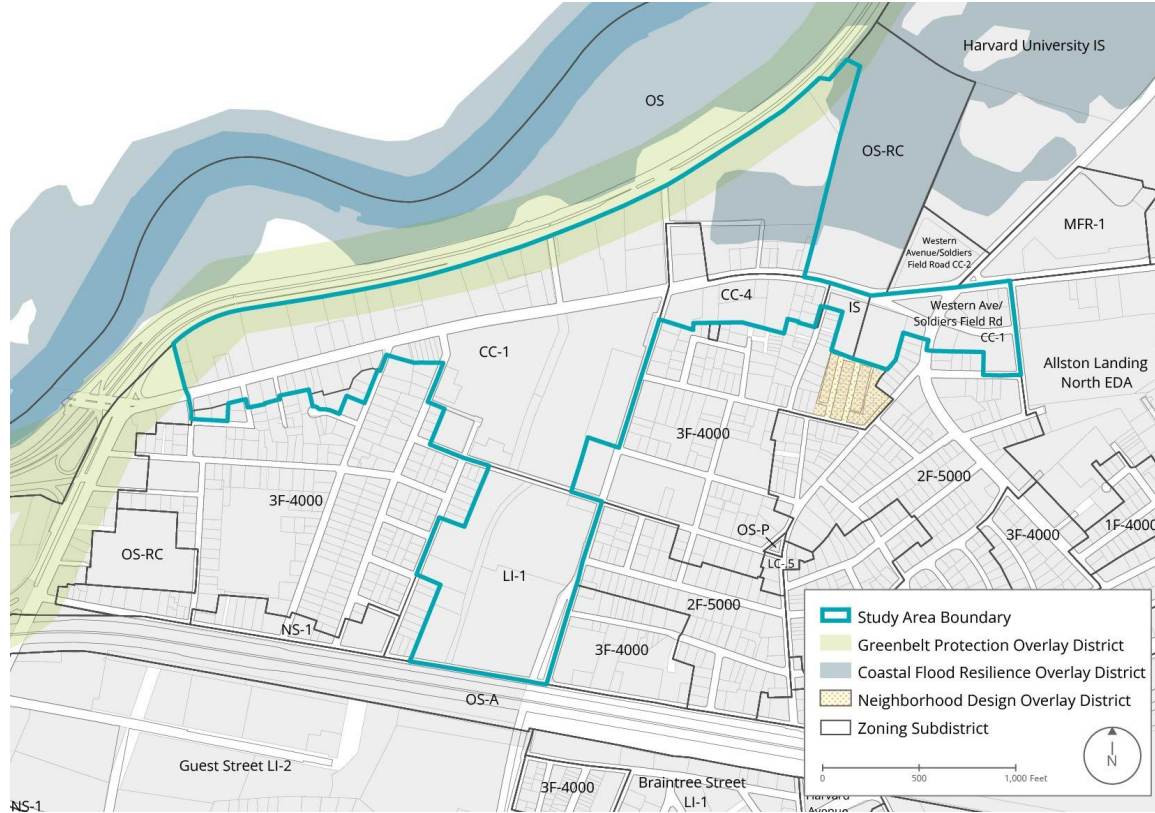 Harvard University IS
OS
OS-RC
MFR-1
Western
Avenue/Soldiers
Field Road CC-2
CC-4
IS
Western Ave/
Soldiers Field Rd
CC-1
CC-1
Allston Landing
North EDA
3F-4000
2F-5000
3F-4000
OS-RC
OS-P
3F-4000
1F-4000
LC-.5
LI-1
2F-5000
NS-1
3F-4000
OS-A
Guest Street LI-2
3F-4000
Braintree Street
LI-1
Harvard
Avenue
NS-1
Study Area Boundary
Greenbelt Protection Overlay District
Coastal Flood Resilience Overlay District
Neighborhood Design Overlay District
Zoning Subdistrict
0 500 1,000 Feet
N